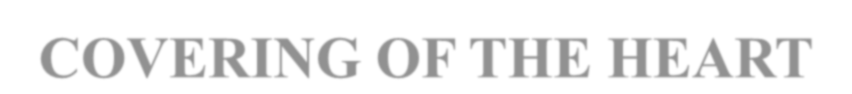 COVERING OF THE HEART